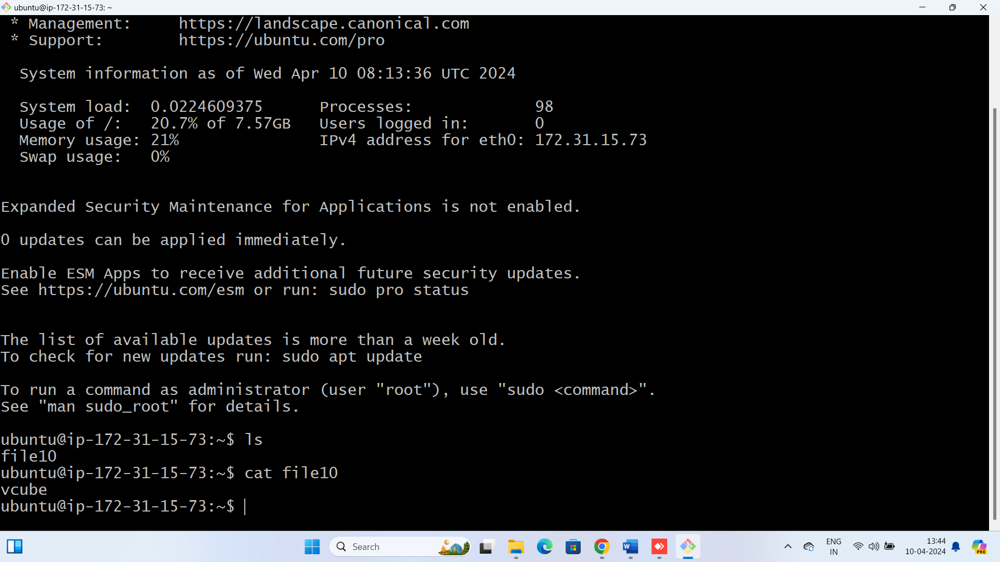 ubuntu@ip-172-31-15-73: ~
* Management:     https://landscape.canonical.com
* Support:        https://ubuntu.com/pro
System information as of Wed Apr 10 08:13:36 UTC 2024
System load:  0.0224609375      Processes:             98
Usage of /:   20.7% of 7.57GB   Users logged in:       0
Memory usage: 21%               IPv4 address for eth0: 172.31.15.73
Swap usage:   0%
Expanded Security Maintenance for Applications is not enabled.
0 updates can be applied immediately.
Enable ESM Apps to receive additional future security updates.
See https://ubuntu.com/esm or run: sudo pro status
The list of available updates is more than a week old.
To check for new updates run: sudo apt update
To run a command as administrator (user "root"), use "sudo <command>".
See "man sudo_root" for details.
ubuntu@ip-172-31-15-73:~$ ls
file10
ubuntu@ip-172-31-15-73:~$ cat file10
vcube
ubuntu@ip-172-31-15-73:~$
Search
W
ENG
IN
13:44
10-04-2024
PRE